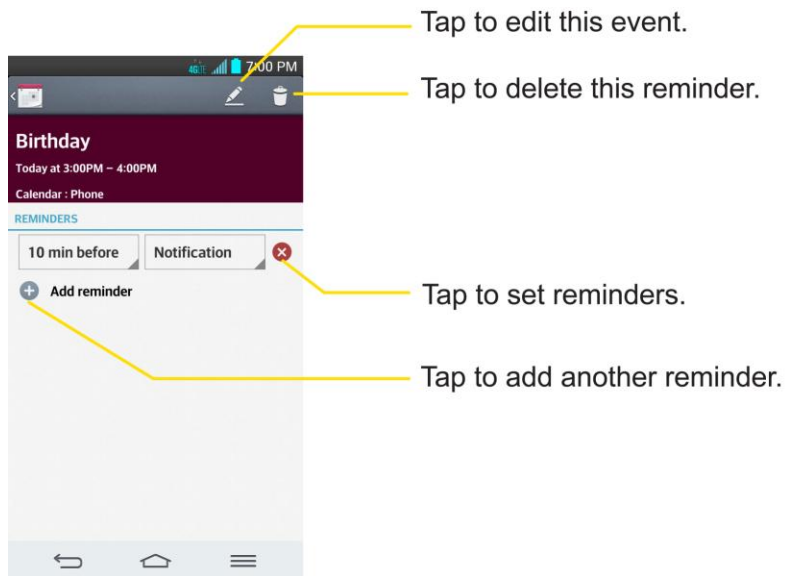 Tap to edit this event.
4G LTE 7:00 PM
Tap to delete this reminder.
Birthday
Today at 3:00PM – 4:00PM
Calendar : Phone
REMINDERS
10 min before Notification
Add reminder
Tap to set reminders.
Tap to add another reminder.